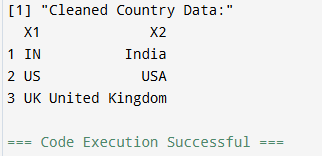 [1] "Cleaned Country Data:"
  X1             X2
1 IN          India
2 US            USA
3 UK United Kingdom
=== Code Execution Successful ===